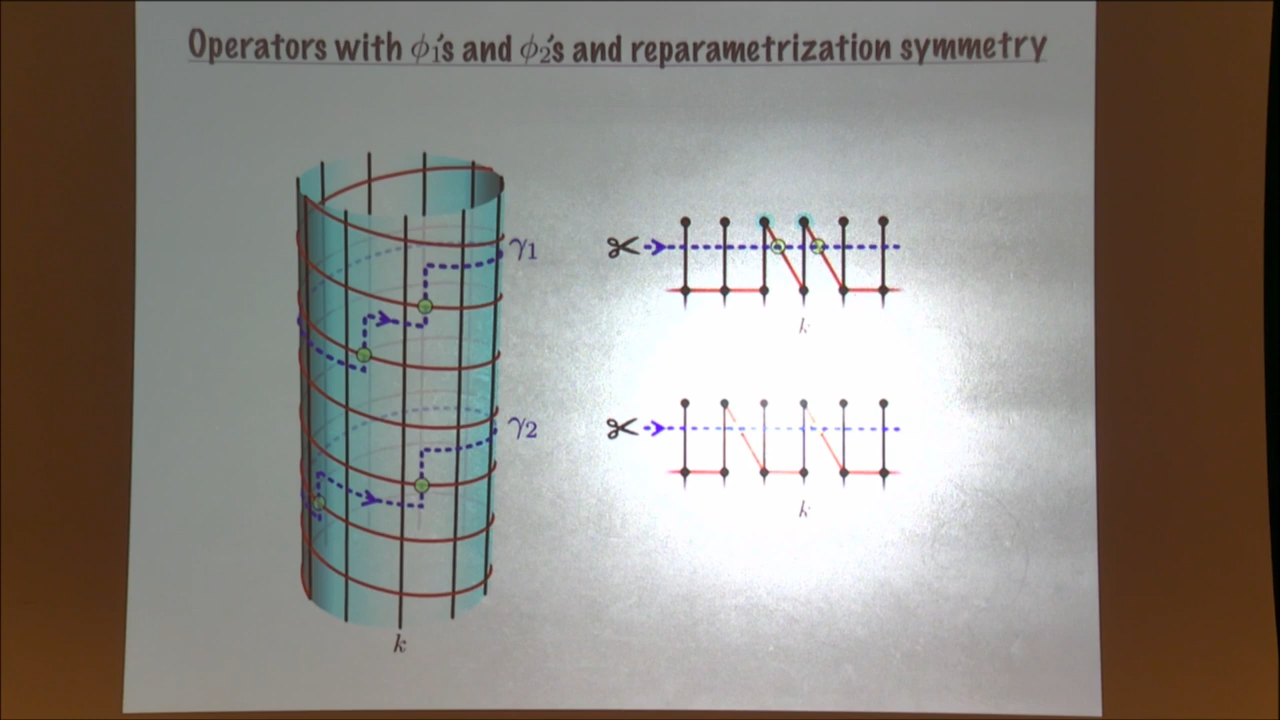 Operators with ϕ₁'s and ϕ₂'s and reparametrization symmetry
γ₁
k
γ₂
k
k